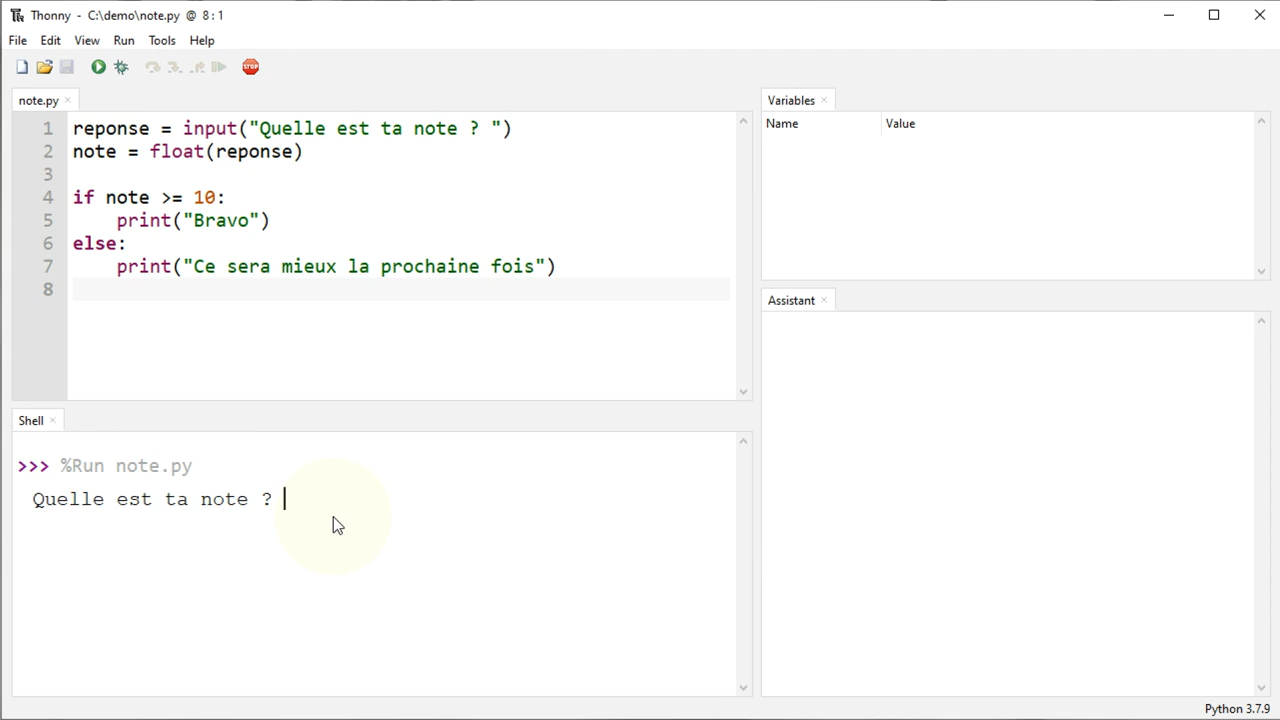 Thonny - C:\demo\note.py @ 8:1
File Edit View Run Tools Help
STOP
note.py ×
1 reponse = input("Quelle est ta note ? ")
2 note = float(reponse)
3
4 if note >= 10:
5     print("Bravo")
6 else:
7     print("Ce sera mieux la prochaine fois")
8
Shell ×
>>> %Run note.py
Quelle est ta note ?
Variables ×
Name Value
Assistant ×
Python 3.7.9